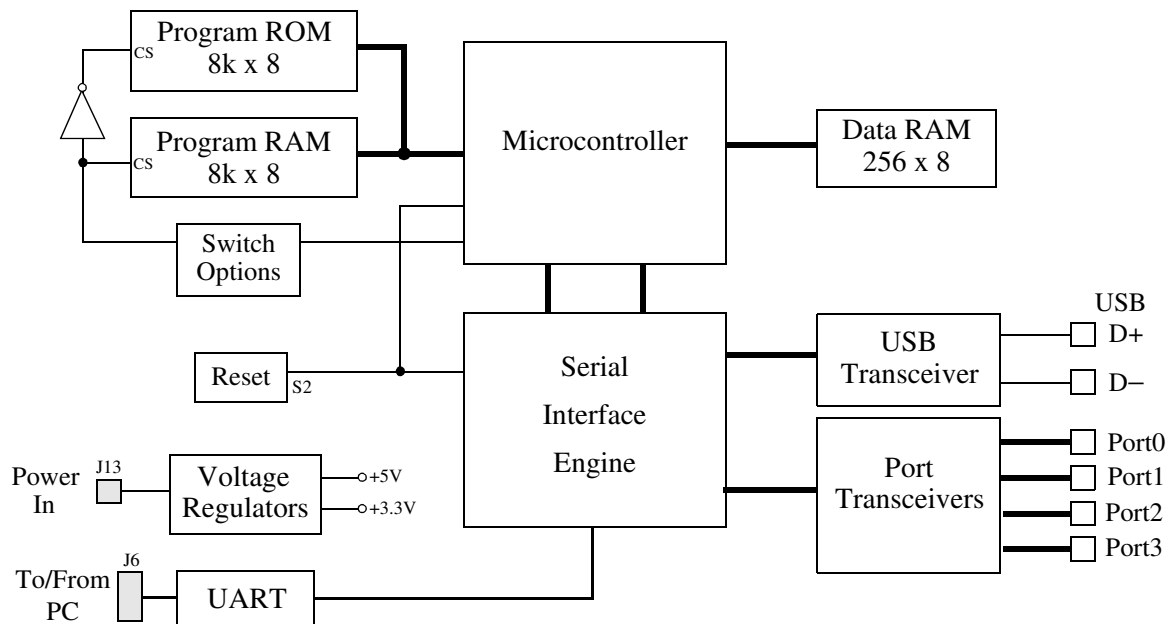 Program ROM
8k x 8
CS
Program RAM
8k x 8
CS
Microcontroller
Data RAM
256 x 8
Switch
Options
Reset
S2
Serial
Interface
Engine
USB
Transceiver
USB
D+
D−
Port
Transceivers
Port0
Port1
Port2
Port3
Power
In
J13
Voltage
Regulators
+5V
+3.3V
To/From
PC
J6
UART